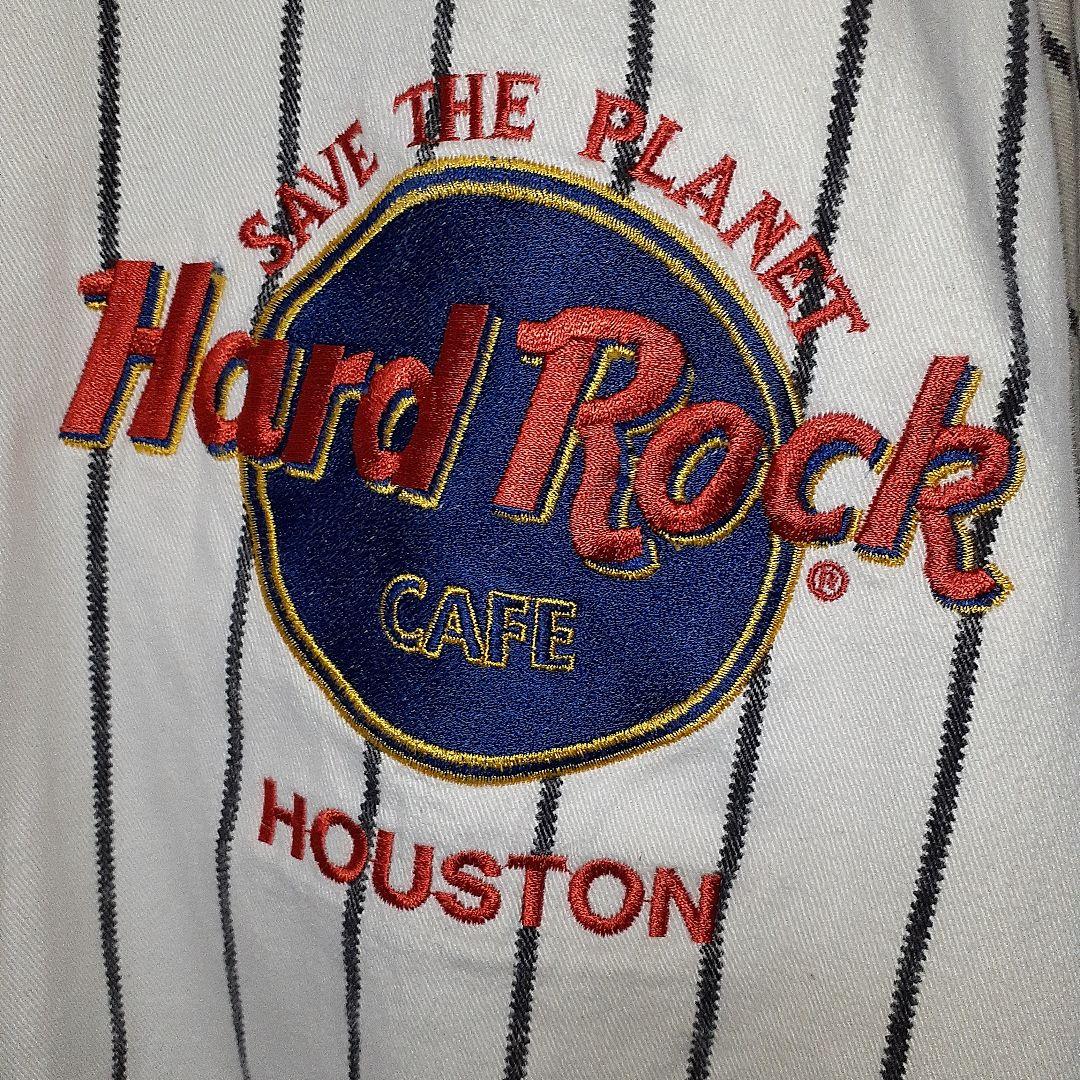 SAVE THE PLANET
Hard Rock
®
CAFE
HOUSTON